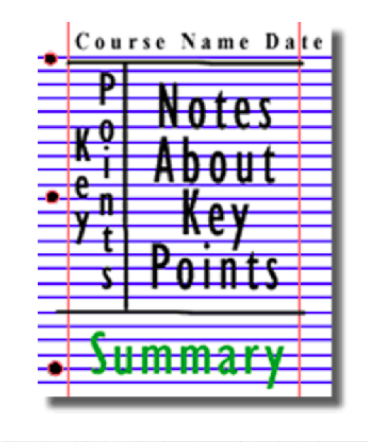 Course Name Date
Key Points
Notes
About
Key
Points
Summary